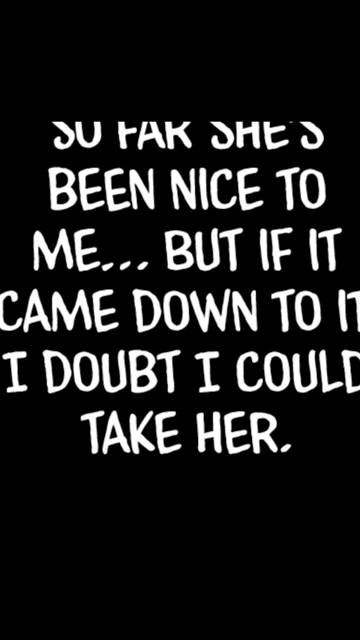 SO FAR SHE'S
BEEN NICE TO
ME... BUT IF IT
CAME DOWN TO IT
I DOUBT I COULD
TAKE HER.